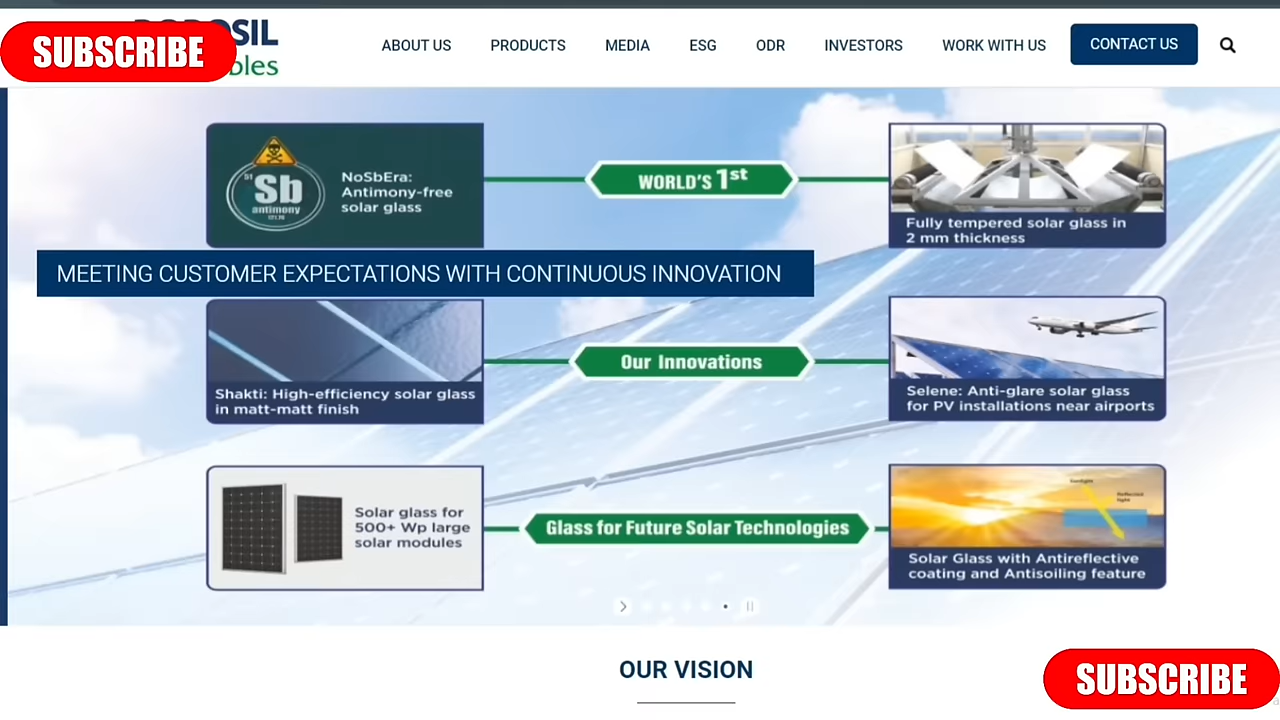 SUBSCRIBE
ABOUT US PRODUCTS MEDIA ESG ODR INVESTORS WORK WITH US CONTACT US
51
Sb
antimony
NoSbEra:
Antimony-free
solar glass
WORLD'S 1st
Fully tempered solar glass in
2 mm thickness
MEETING CUSTOMER EXPECTATIONS WITH CONTINUOUS INNOVATION
Shakti: High-efficiency solar glass
in matt-matt finish
Our Innovations
Selene: Anti-glare solar glass
for PV installations near airports
Solar glass for
500+ Wp large
solar modules
Glass for Future Solar Technologies
Sunlight
Reflected
light
Solar Glass with Antireflective
coating and Antisoiling feature
OUR VISION
SUBSCRIBE